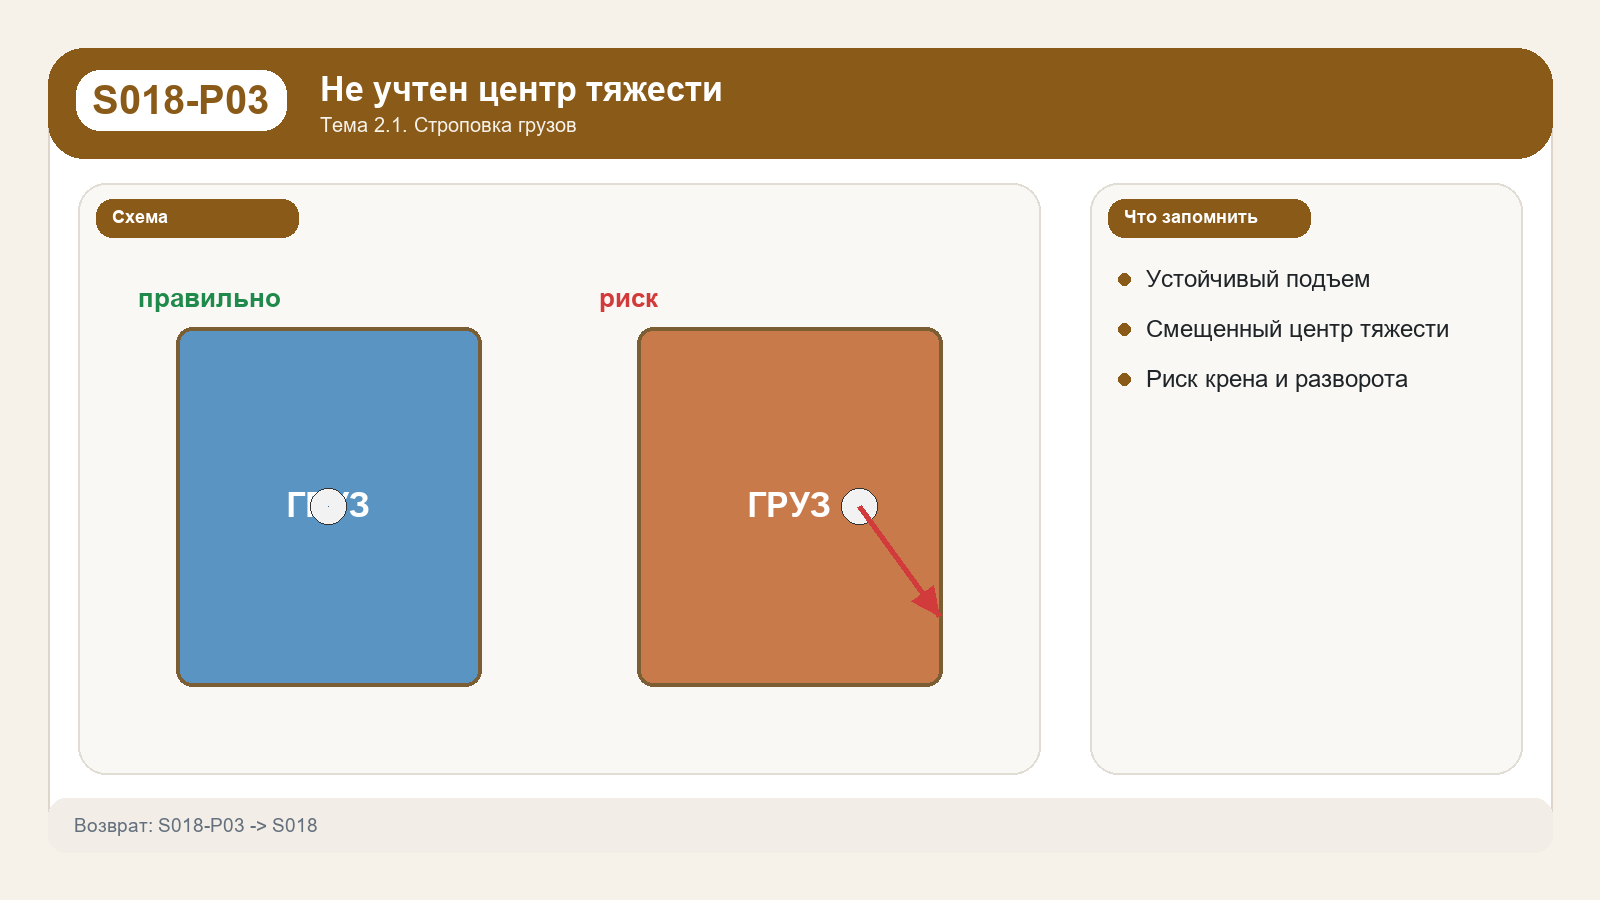 S018-P03
Не учтен центр тяжести
Тема 2.1. Строповка грузов
Схема
правильно
риск
ГРУЗ
Что запомнить
Устойчивый подъем
Смещенный центр тяжести
Риск крена и разворота
Возврат: S018-P03 -> S018